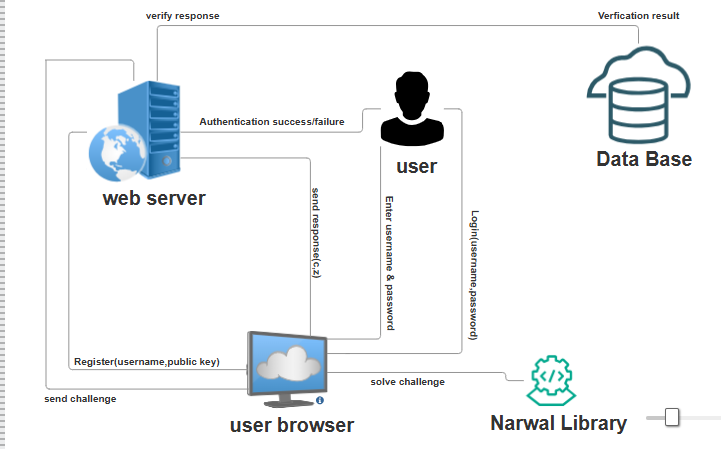 verify response
Verfication result
Authentication success/failure
user
Data Base
web server
send response(c,z)
Enter username & password
Login(username,password)
Register(username,public key)
solve challenge
send challenge
user browser
Narwal Library